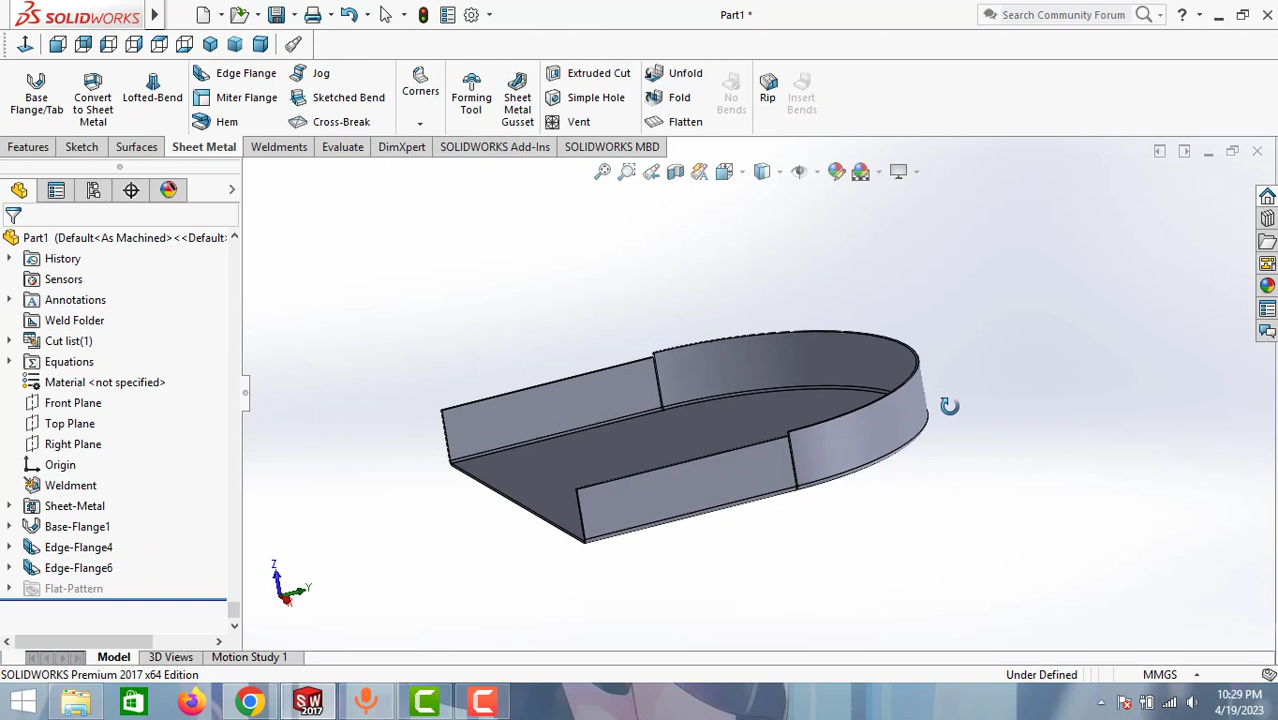 SOLIDWORKS
Part1 *
Search Community Forum
?
Base Flange/Tab
Convert to Sheet Metal
Lofted-Bend
Edge Flange
Miter Flange
Hem
Jog
Sketched Bend
Cross-Break
Corners
Forming Tool
Sheet Metal Gusset
Extruded Cut
Simple Hole
Vent
Unfold
Fold
Flatten
No Bends
Rip
Insert Bends
Features
Sketch
Surfaces
Sheet Metal
Weldments
Evaluate
DimXpert
SOLIDWORKS Add-Ins
SOLIDWORKS MBD
Part1 (Default<As Machined><<Default>
History
Sensors
Annotations
Weld Folder
Cut list(1)
Equations
Material <not specified>
Front Plane
Top Plane
Right Plane
Origin
Weldment
Sheet-Metal
Base-Flange1
Edge-Flange4
Edge-Flange6
Flat-Pattern
Z
Y
X
Model
3D Views
Motion Study 1
SOLIDWORKS Premium 2017 x64 Edition
Under Defined
MMGS
SW
2017
10:29 PM
4/19/2023